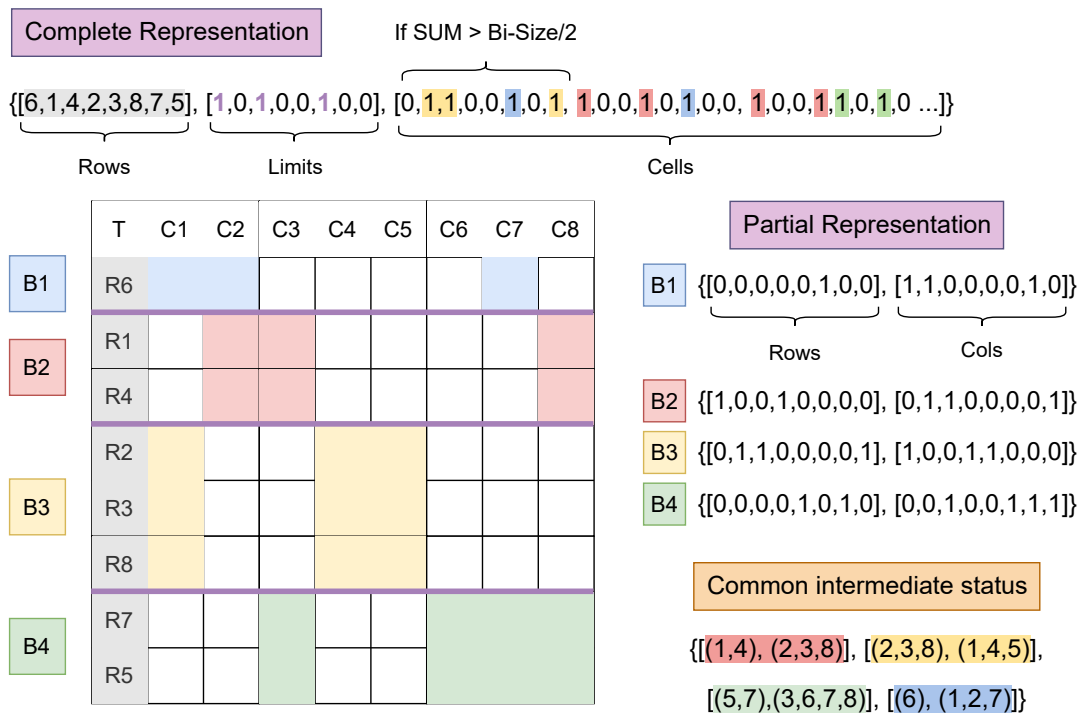 Complete Representation
If SUM > Bi-Size/2
{[6,1,4,2,3,8,7,5], [1,0,1,0,0,1,0,0], [0,1,1,0,0,1,0,1, 1,0,0,1,0,1,0,0, 1,0,0,1,1,0,1,0 ...]}
Rows
Limits
Cells
T C1 C2 C3 C4 C5 C6 C7 C8
B1 R6
B2 R1
R4
R2
B3 R3
R8
R7
B4 R5
Partial Representation
B1 {[0,0,0,0,0,1,0,0], [1,1,0,0,0,0,1,0]}
Rows
Cols
B2 {[1,0,0,1,0,0,0,0], [0,1,1,0,0,0,0,1]}
B3 {[0,1,1,0,0,0,0,1], [1,0,0,1,1,0,0,0]}
B4 {[0,0,0,0,1,0,1,0], [0,0,1,0,0,1,1,1]}
Common intermediate status
{[(1,4), (2,3,8)], [(2,3,8), (1,4,5)],
[(5,7),(3,6,7,8)], [(6), (1,2,7)]}